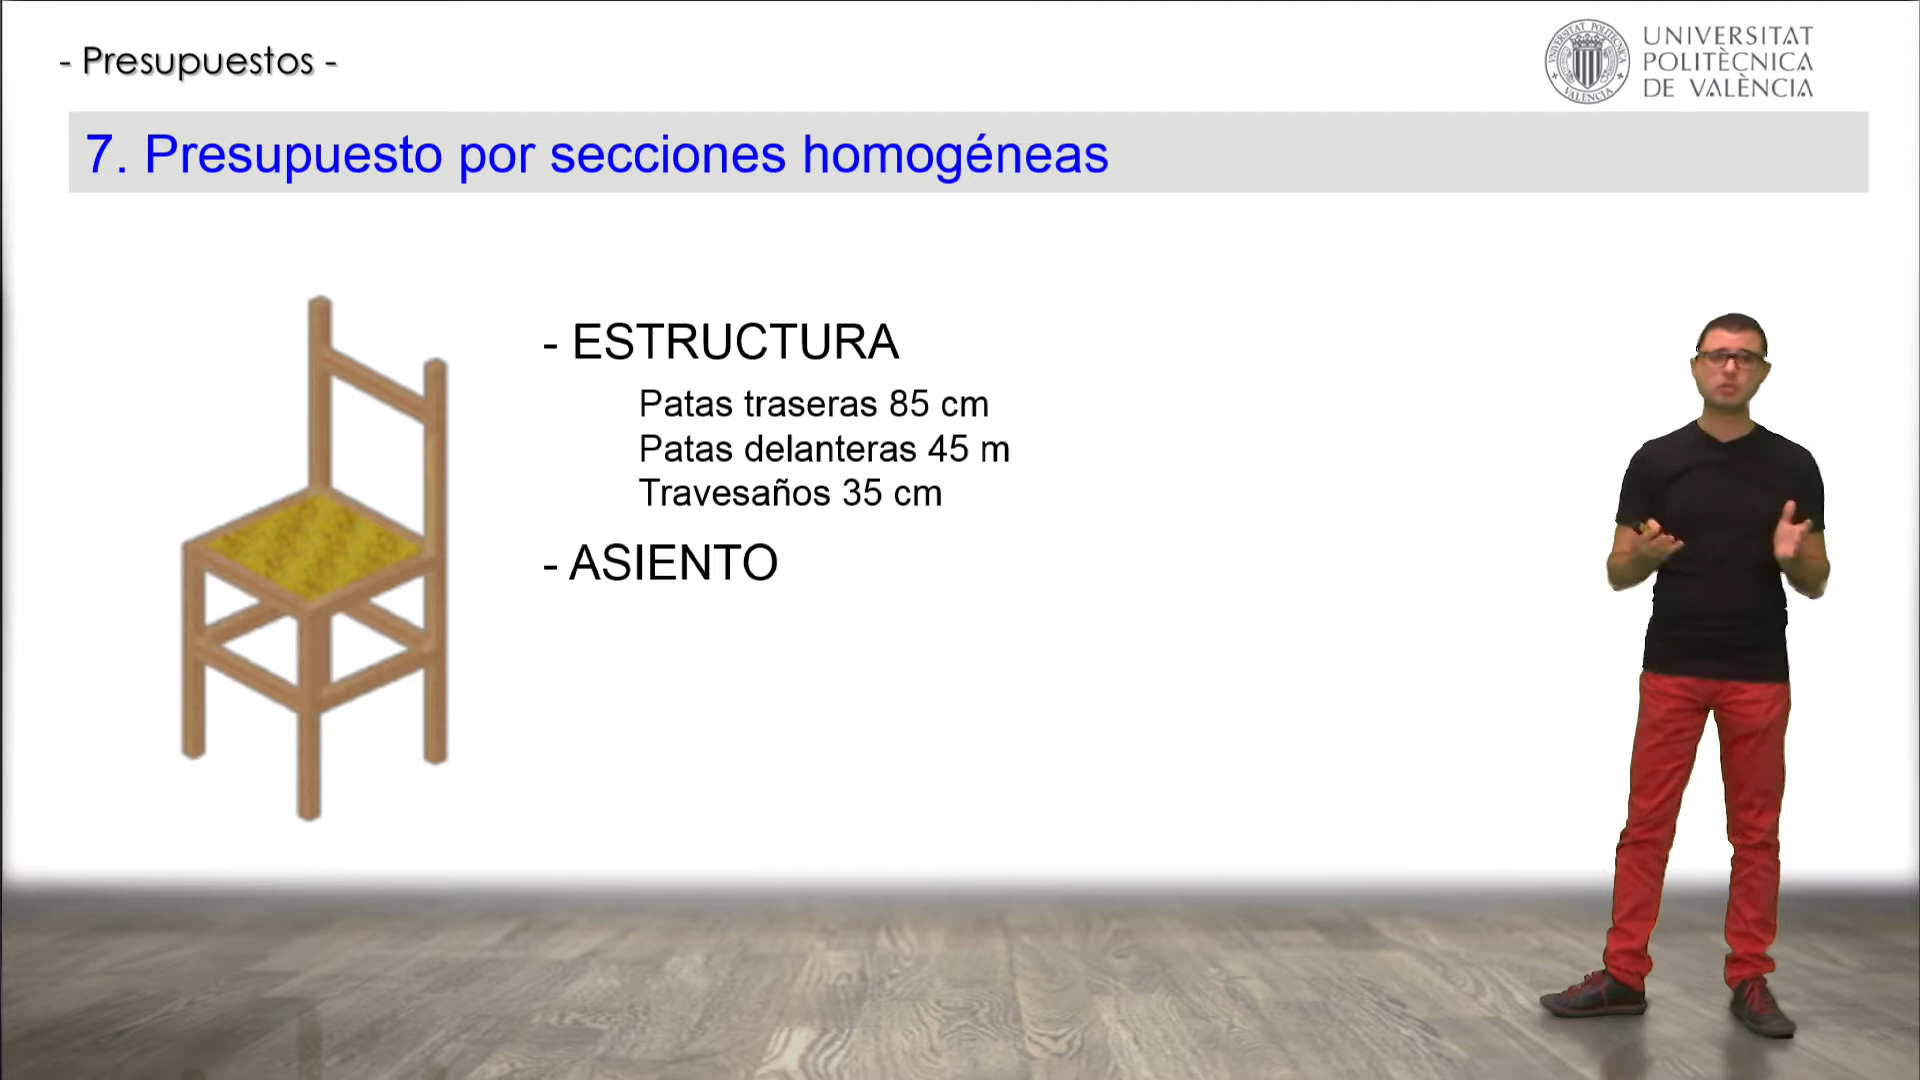 - Presupuestos -
UNIVERSITAT
POLITÈCNICA
DE VALÈNCIA
7. Presupuesto por secciones homogéneas
- ESTRUCTURA
Patas traseras 85 cm
Patas delanteras 45 m
Travesaños 35 cm
- ASIENTO